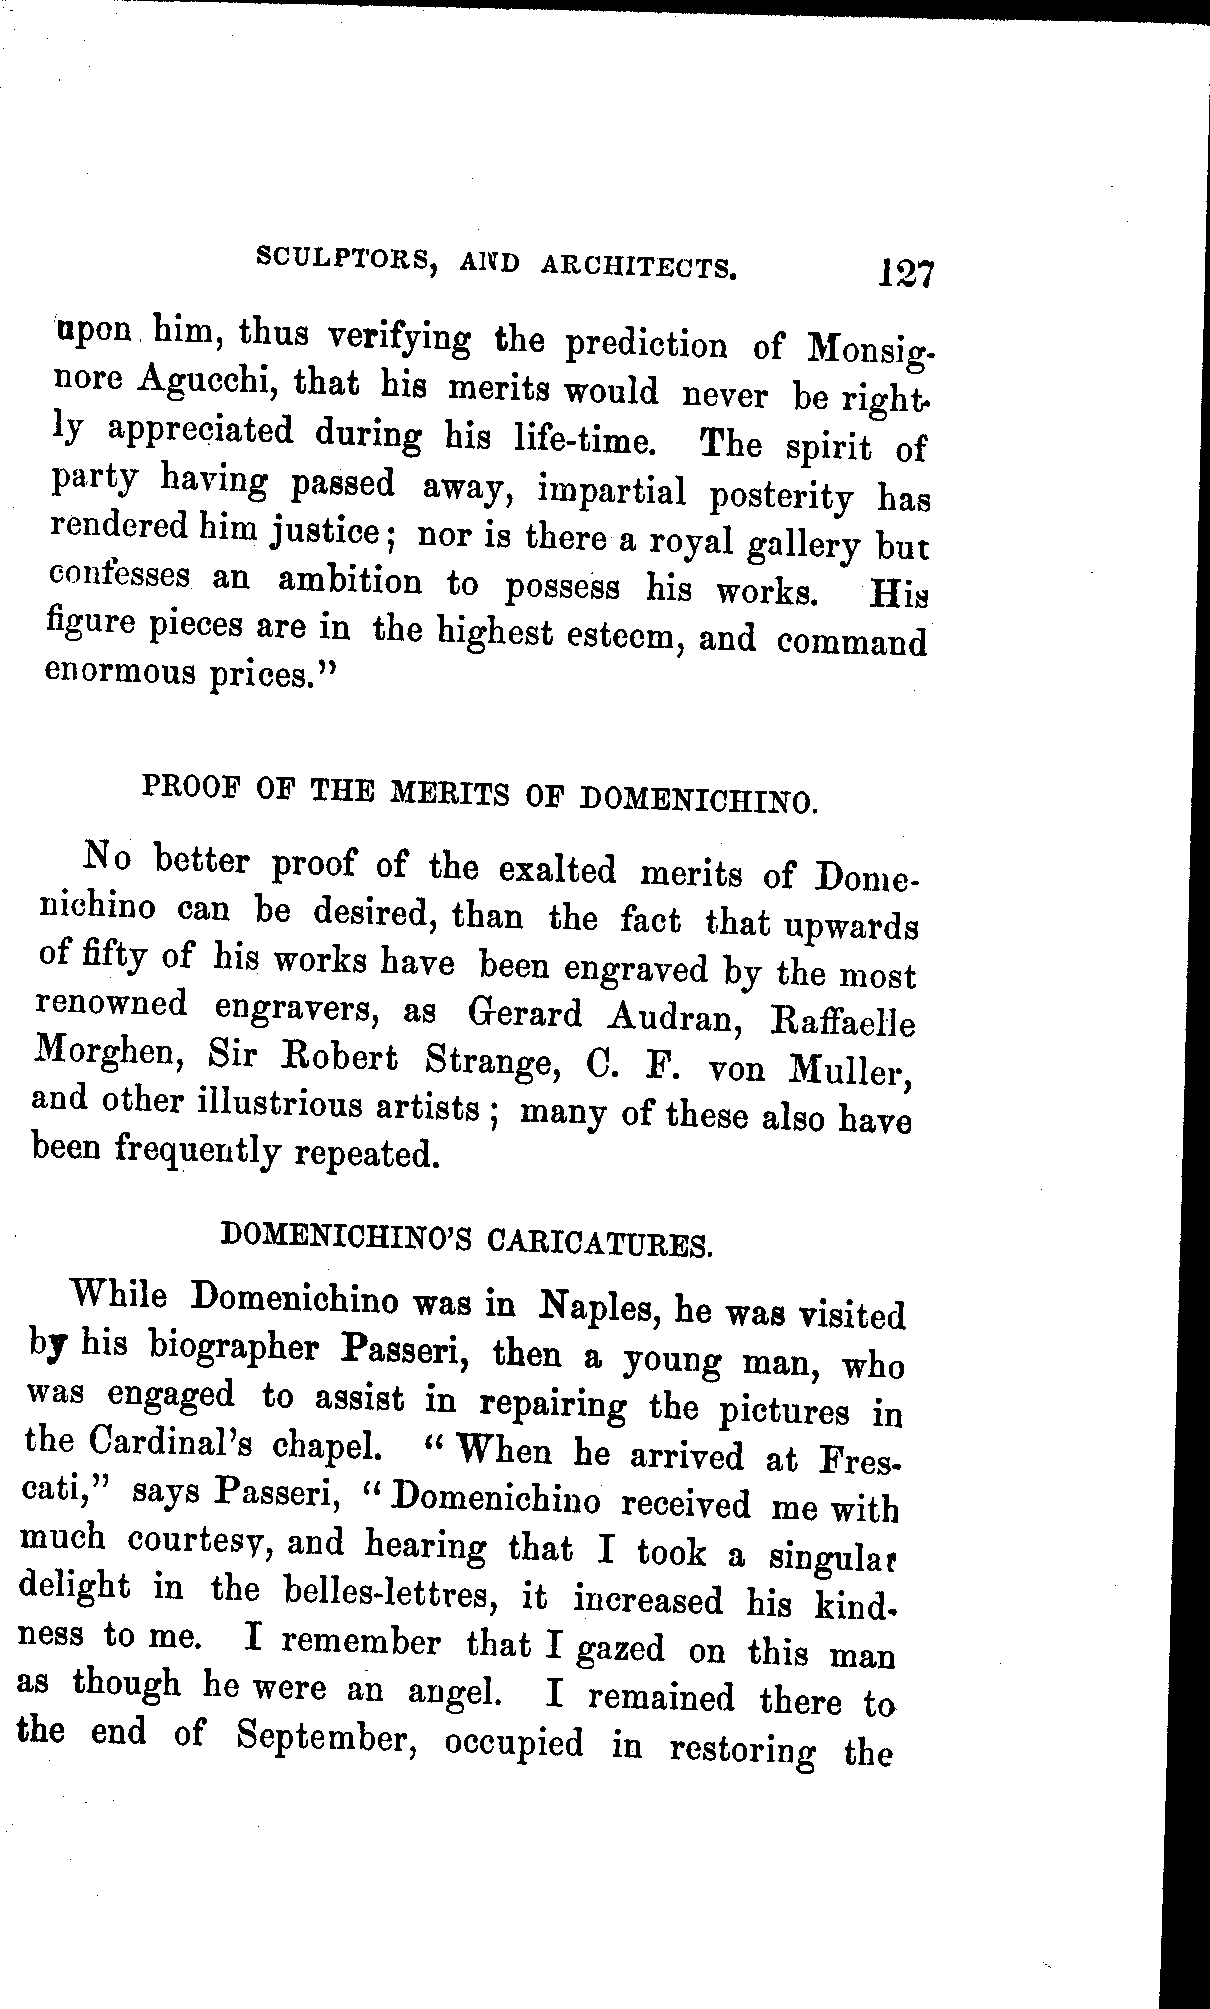 SCULPTORS, AND ARCHITECTS. 127
upon him, thus verifying the prediction of Monsig-
nore Agucchi, that his merits would never be right-
ly appreciated during his life-time. The spirit of
party having passed away, impartial posterity has
rendered him justice; nor is there a royal gallery but
confesses an ambition to possess his works. His
figure pieces are in the highest esteem, and command
enormous prices."
PROOF OF THE MERITS OF DOMENICHINO.
No better proof of the exalted merits of Dome-
nichino can be desired, than the fact that upwards
of fifty of his works have been engraved by the most
renowned engravers, as Gerard Audran, Raffaelle
Morghen, Sir Robert Strange, C. F. von Muller,
and other illustrious artists; many of these also have
been frequently repeated.
DOMENICHINO'S CARICATURES.
While Domenichino was in Naples, he was visited
by his biographer Passeri, then a young man, who
was engaged to assist in repairing the pictures in
the Cardinal's chapel. "When he arrived at Fres-
cati," says Passeri, "Domenichino received me with
much courtesy, and hearing that I took a singular
delight in the belles-lettres, it increased his kind-
ness to me. I remember that I gazed on this man
as though he were an angel. I remained there to
the end of September, occupied in restoring the